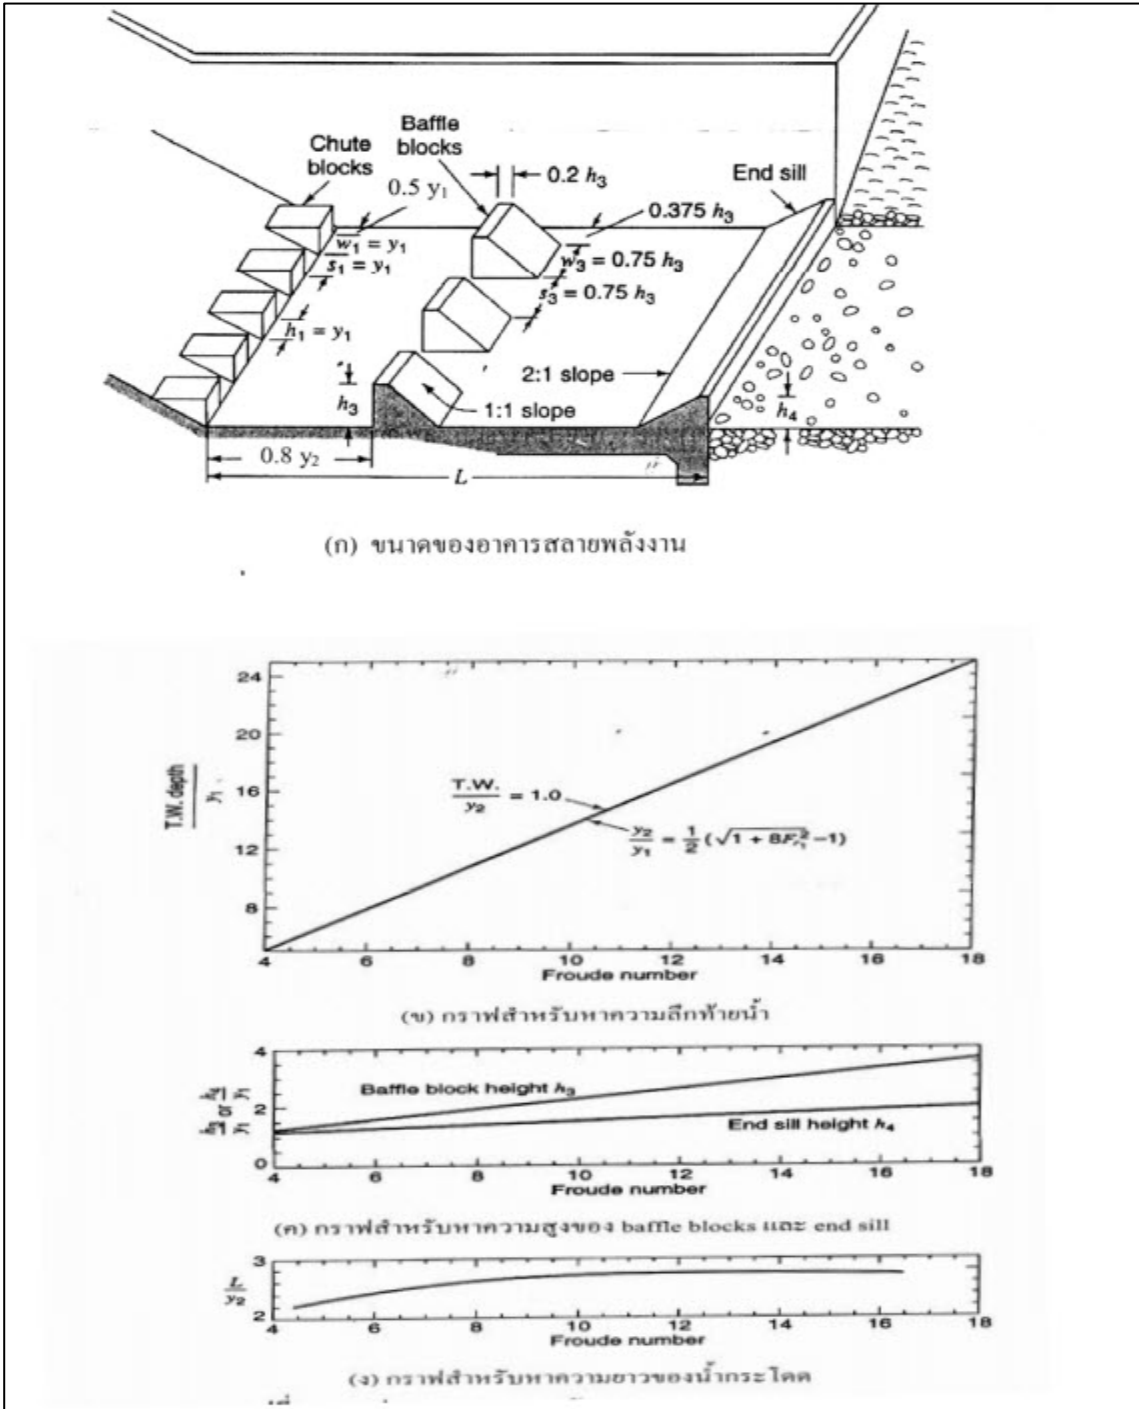 Chute
blocks
Baffle
blocks
0.5 y₁
0.2 h₃
End sill
0.375 h₃
w₁ = y₁
s₁ = y₁
w₃ = 0.75 h₃
s₃ = 0.75 h₃
h₁ = y₁
2:1 slope
h₃
1:1 slope
h₄
0.8 y₂
L
(ก) ขนาดของอาคารสลายพลังงาน
24
20
16
12
8
T.W. depth
y₁
T.W.
y₂ = 1.0
y₂/y₁ = 1/2 (√1 + 8F²r₁ -1)
4 6 8 10 12 14 16 18
Froude number
(ข) กราฟสำหรับหาความลึกท้ายน้ำ
4
2
0
h₃/y₁ or h₄/y₁
Baffle block height h₃
End sill height h₄
4 6 8 10 12 14 16 18
Froude number
(ค) กราฟสำหรับหาความสูงของ baffle blocks และ end sill
3
2
L/y₂
4 6 8 10 12 14 16 18
Froude number
(ง) กราฟสำหรับหาความยาวของน้ำกระโดด